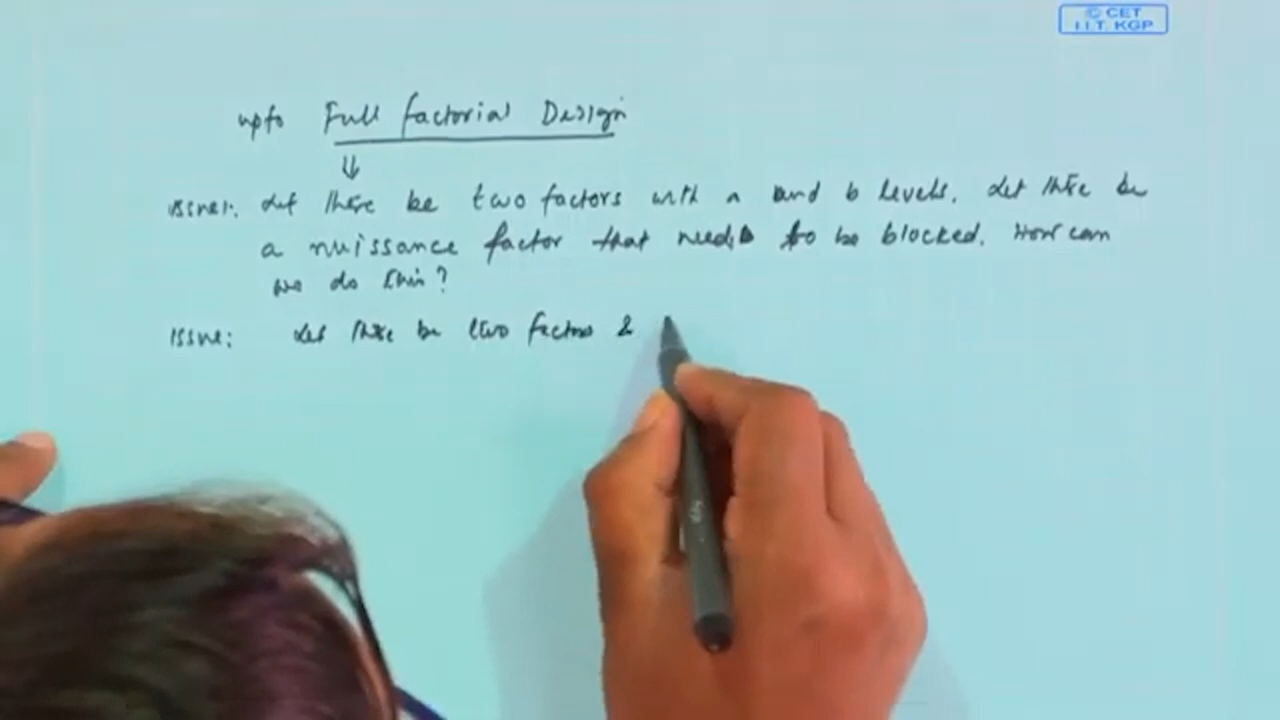 © CET
I.I.T. KGP
upto Full factorial Design
⇓
issue1: Let there be two factors with a and b levels. Let there be
a nuissance factor that needs to be blocked. How can
we do this?
Issue: Let there be two factors &